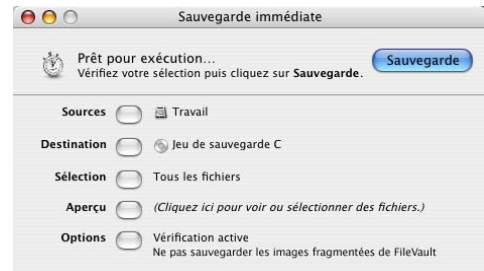 Sauvegarde immédiate
Prêt pour exécution...
Vérifiez votre sélection puis cliquez sur Sauvegarde.
Sauvegarde
Sources Travail
Destination Jeu de sauvegarde C
Sélection Tous les fichiers
Aperçu (Cliquez ici pour voir ou sélectionner des fichiers.)
Options Vérification active
Ne pas sauvegarder les images fragmentées de FileVault